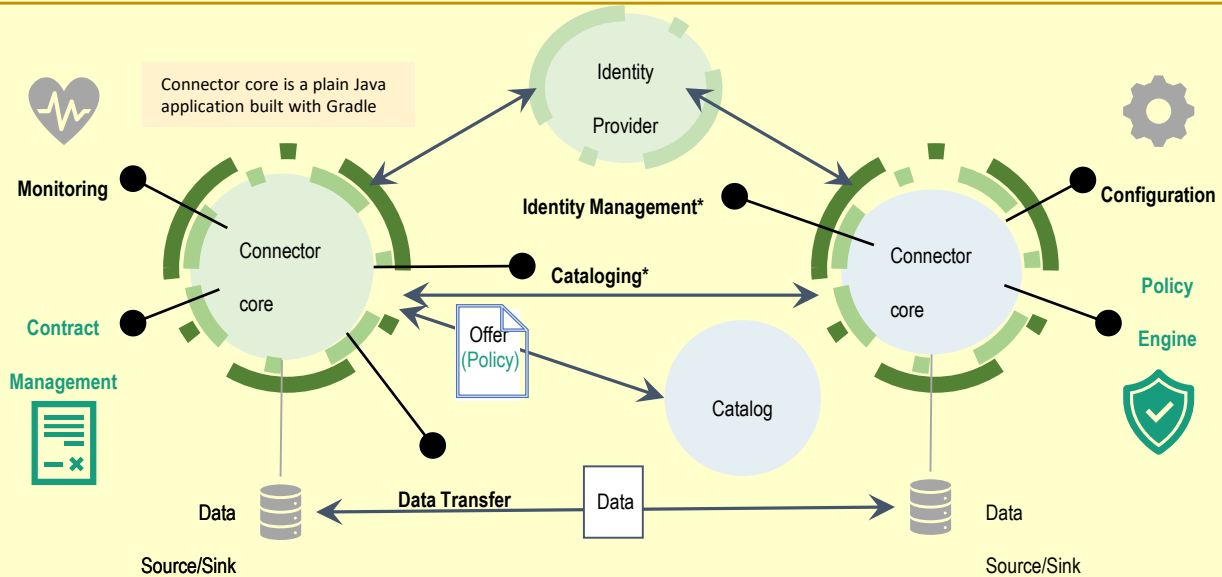 Connector core is a plain Java
application built with Gradle
Identity
Provider
Monitoring
Identity Management*
Configuration
Connector
core
Cataloging*
Connector
core
Contract
Management
Offer
(Policy)
Policy
Engine
Catalog
Data
Source/Sink
Data Transfer
Data
Data
Source/Sink